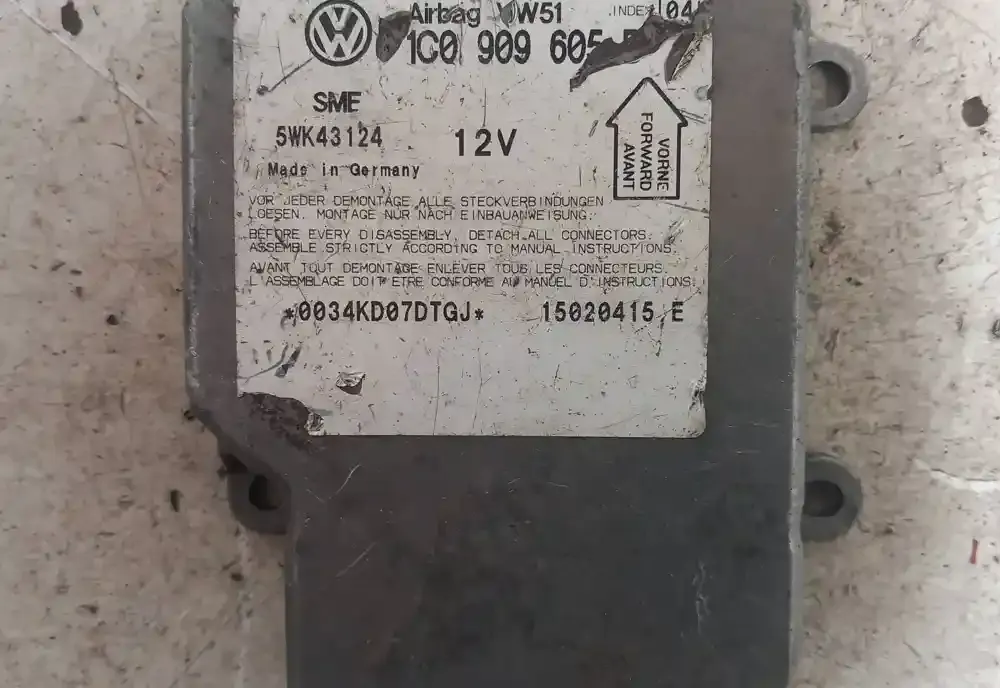 Airbag VW51
INDEX 04
1C0 909 605
SME
5WK43124
12V
Made in Germany
VORNE
FORWARD
AVANT
VOR JEDER DEMONTAGE ALLE STECKVERBINDUNGEN
LOESEN. MONTAGE NUR NACH EINBAUANWEISUNG.
BEFORE EVERY DISASSEMBLY, DETACH ALL CONNECTORS.
ASSEMBLE STRICTLY ACCORDING TO MANUAL INSTRUCTIONS.
AVANT TOUT DEMONTAGE ENLEVER TOUS LES CONNECTEURS.
L'ASSEMBLAGE DOIT ETRE CONFORME AU MANUEL D'INSTRUCTIONS.
*0034KD07DTGJ* 15020415 E